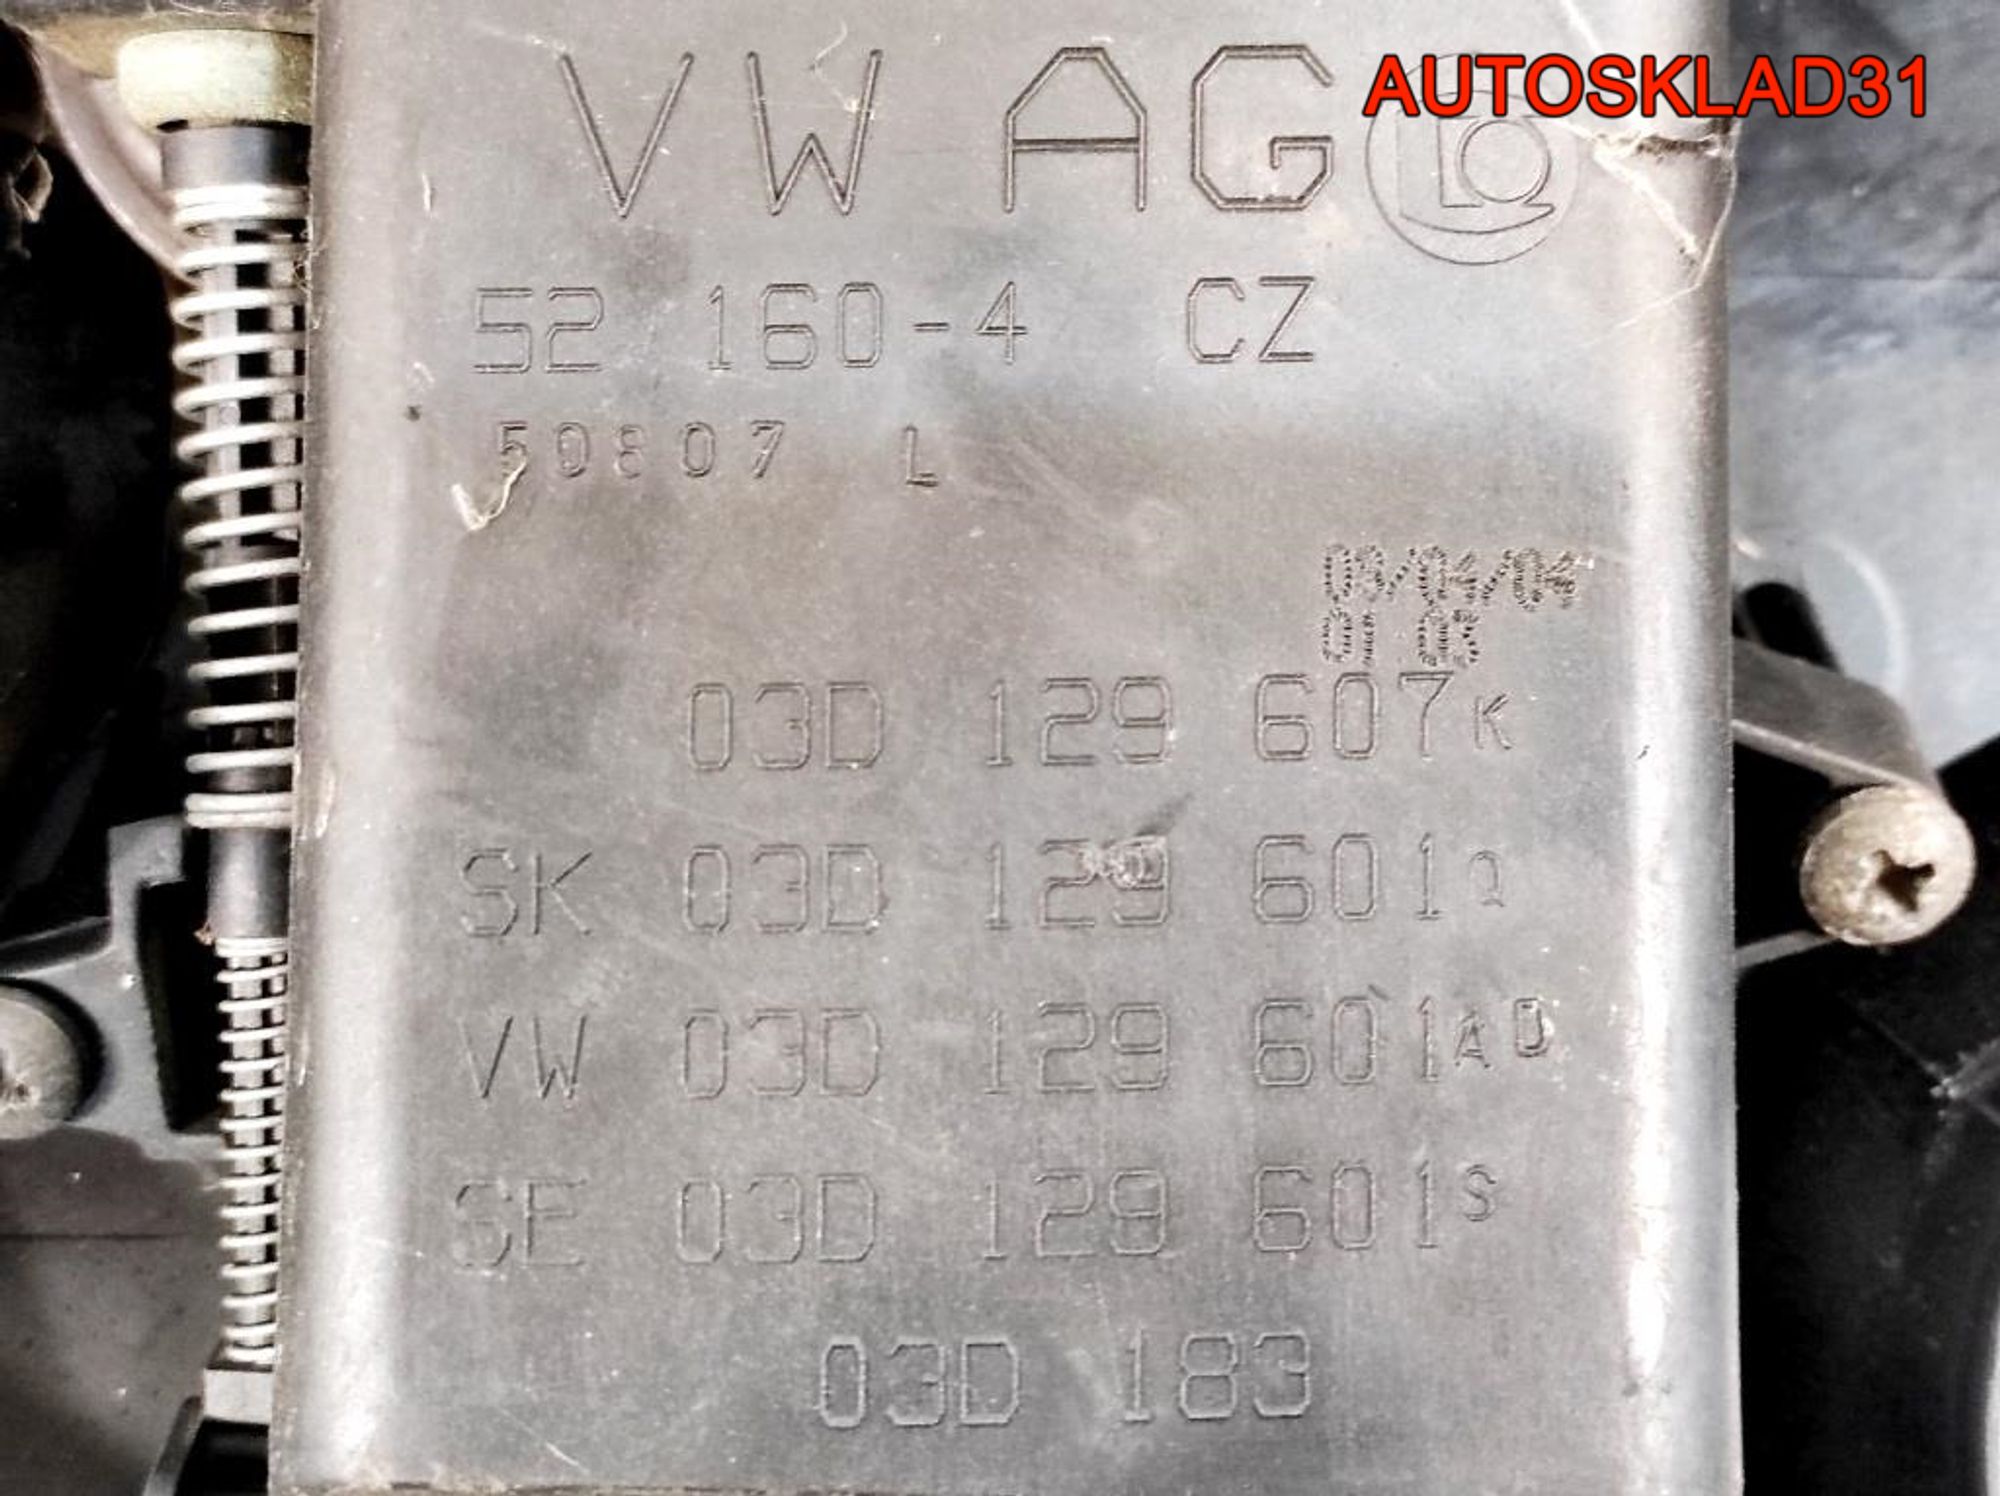 AUTOSKLAD31
VW AG
52 160-4 CZ
50807 L
03D 129 607K
SK 03D 129 601Q
VW 03D 129 601AD
SE 03D 129 601S
03D 183